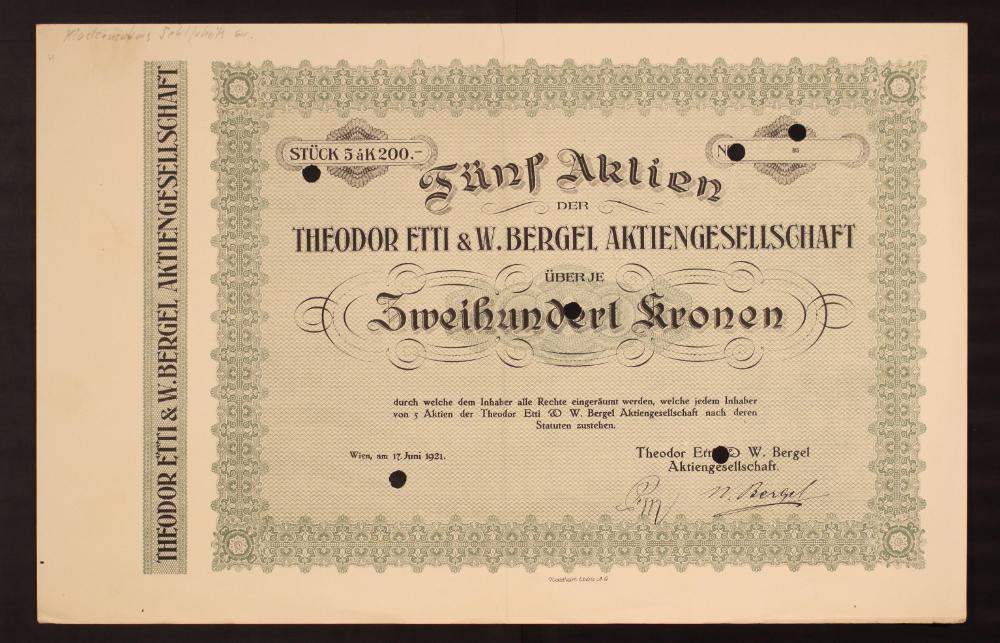 THEODOR ETTI & W. BERGEL AKTIENGESELLSCHAFT
STÜCK 5 á K 200.-
Fünf Aktien
DER
THEODOR ETTI & W. BERGEL AKTIENGESELLSCHAFT
ÜBER JE
Zweihundert Kronen
durch welche dem Inhaber alle Rechte eingeräumt werden, welche jedem Inhaber
von 5 Aktien der Theodor Etti & W. Bergel Aktiengesellschaft nach deren
Statuten zustehen.
Wien, am 17. Juni 1921.
Theodor Etti & W. Bergel
Aktiengesellschaft.
W. Bergel
Waldheim Eberle A.G